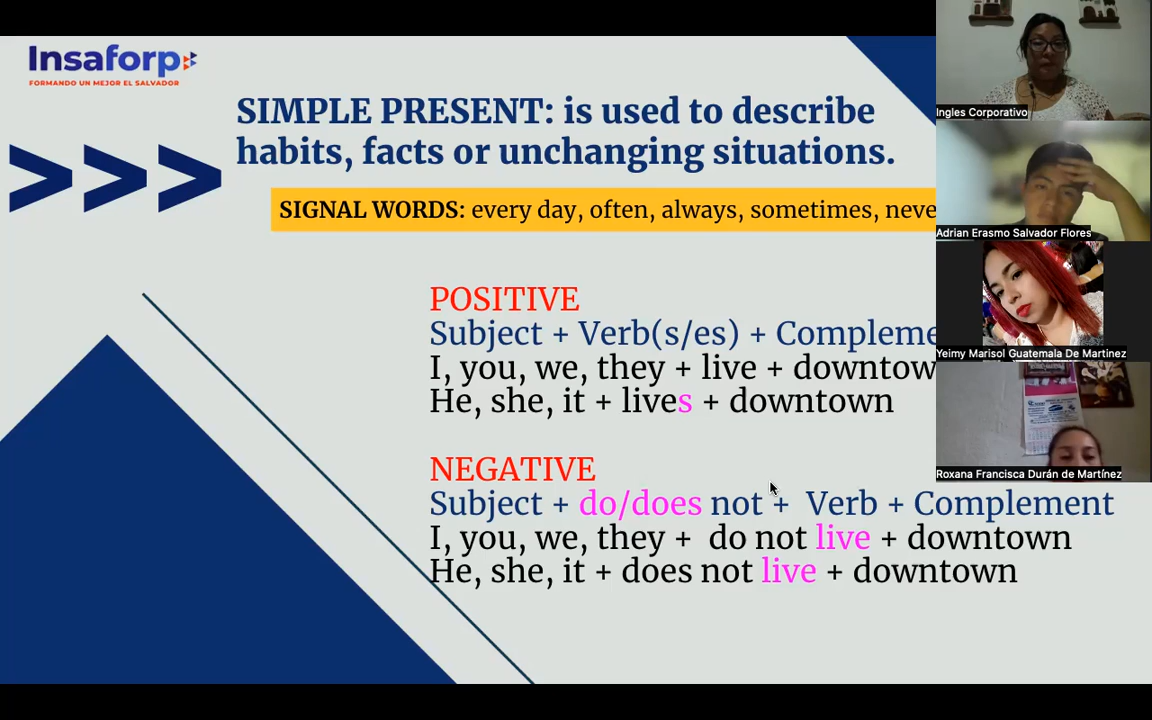 Insaforp
FORMANDO UN MEJOR EL SALVADOR
SIMPLE PRESENT: is used to describe
habits, facts or unchanging situations.
>>>
SIGNAL WORDS: every day, often, always, sometimes, neve
POSITIVE
Subject + Verb(s/es) + Compleme
I, you, we, they + live + downtow
He, she, it + lives + downtown
NEGATIVE
Subject + do/does not + Verb + Complement
I, you, we, they + do not live + downtown
He, she, it + does not live + downtown
Ingles Corporativo
Adrian Erasmo Salvador Flores
Yeimy Marisol Guatemala De Martinez
Roxana Francisca Durán de Martínez